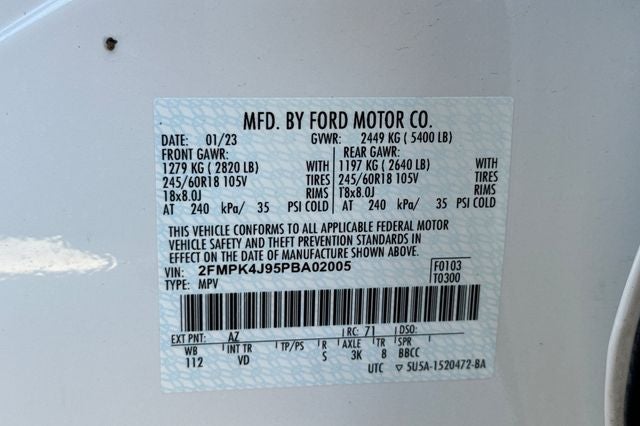 MFD. BY FORD MOTOR CO.
DATE: 01/23 GVWR: 2449 KG ( 5400 LB)
FRONT GAWR: REAR GAWR:
1279 KG ( 2820 LB) WITH 1197 KG ( 2640 LB) WITH
245/60R18 105V TIRES 245/60R18 105V TIRES
18x8.0J RIMS 18x8.0J RIMS
AT 240 kPa/ 35 PSI COLD AT 240 kPa/ 35 PSI COLD
THIS VEHICLE CONFORMS TO ALL APPLICABLE FEDERAL MOTOR
VEHICLE SAFETY AND THEFT PREVENTION STANDARDS IN
EFFECT ON THE DATE OF MANUFACTURE SHOWN ABOVE.
VIN: 2FMPK4J95PBA02005 F0103
TYPE: MPV T0300
EXT PNT: AZ RC: 71 DSO:
WB INT TR TP/PS R AXLE TR SPR
112 VD S 3K 8 BBCC
UTC ▽ 5U5A-1520472-BA